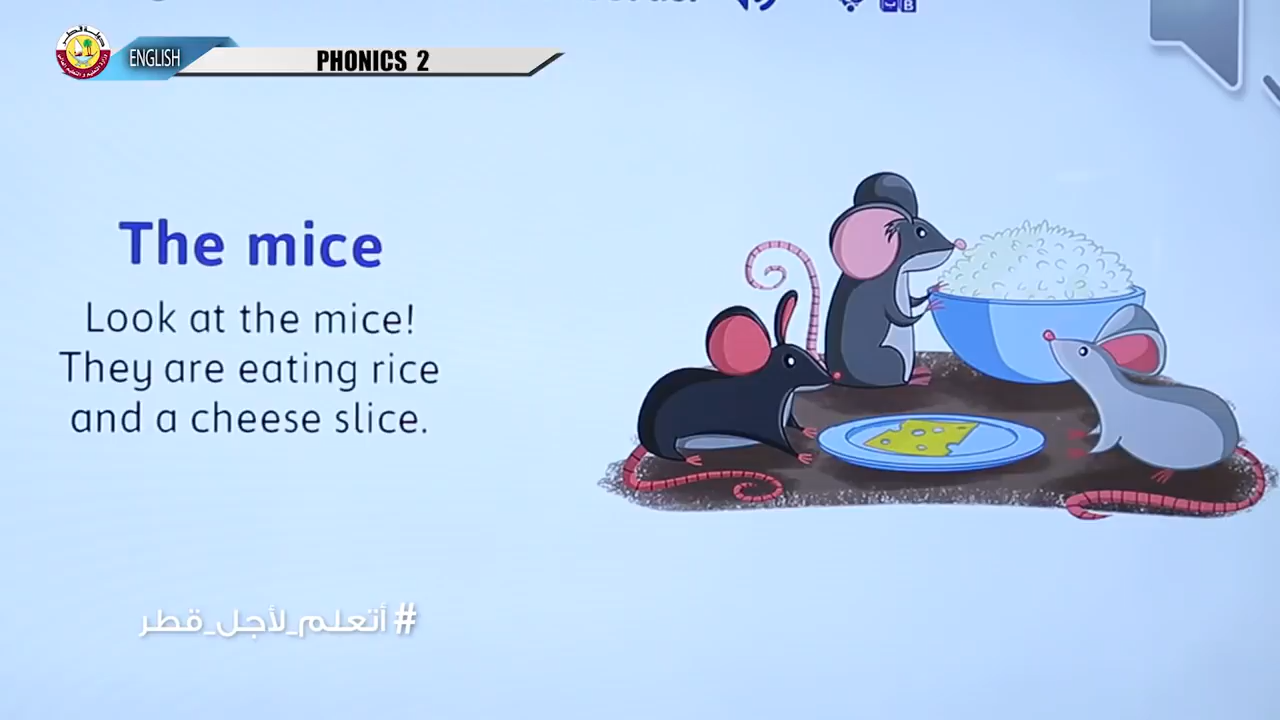 ENGLISH
PHONICS 2
The mice
Look at the mice!
They are eating rice
and a cheese slice.
#أتعلم_لأجل_قطر